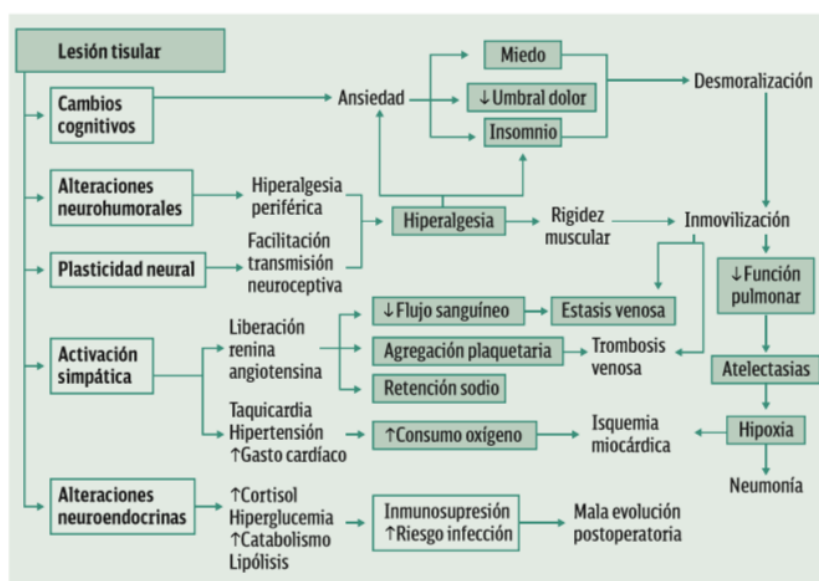 Lesión tisular
Cambios
cognitivos
Ansiedad
Miedo
↓Umbral dolor
Insomnio
Desmoralización
Alteraciones
neurohumorales
Hiperalgesia
periférica
Plasticidad neural
Facilitación
transmisión
neuroceptiva
Hiperalgesia
Rigidez
muscular
Inmovilización
↓Función
pulmonar
Atelectasias
Hipoxia
Neumonía
Activación
simpática
Liberación
renina
angiotensina
↓Flujo sanguíneo
Estasis venosa
Agregación plaquetaria
Trombosis
venosa
Retención sodio
Taquicardia
Hipertensión
↑Gasto cardíaco
↑Consumo oxígeno
Isquemia
miocárdica
Alteraciones
neuroendocrinas
↑Cortisol
Hiperglucemia
↑Catabolismo
Lipólisis
Inmunosupresión
↑Riesgo infección
Mala evolución
postoperatoria